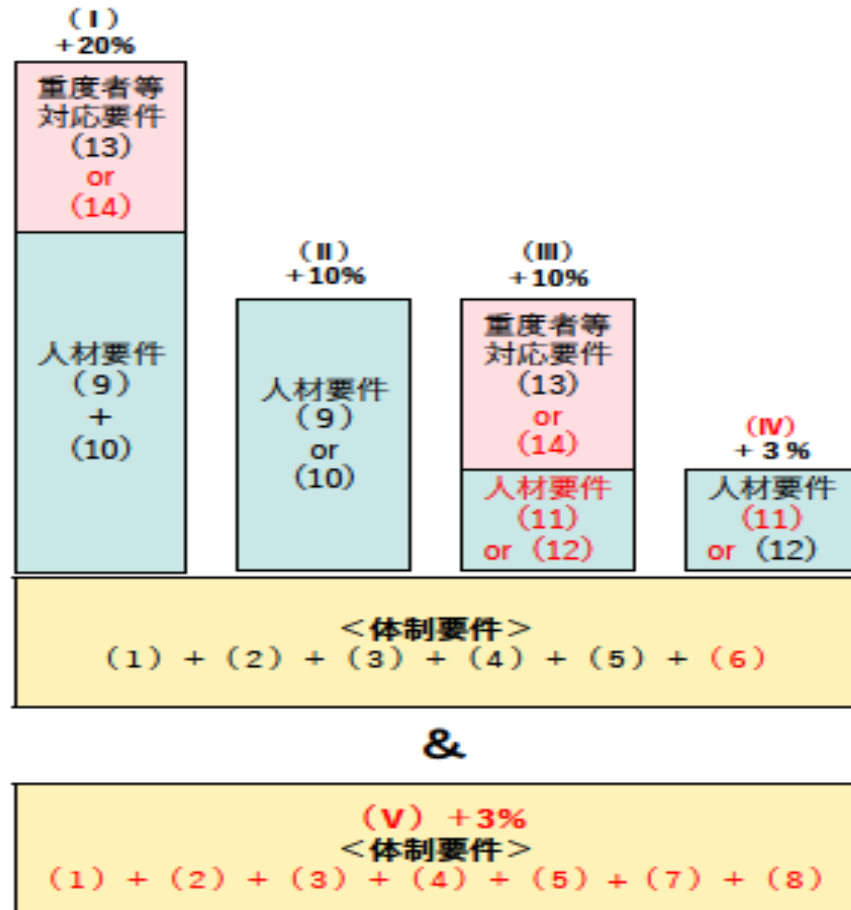 （Ⅰ）
+20%
重度者等
対応要件
（13）
or
（14）
人材要件
（9）
+
（10）
（Ⅱ）
+10%
人材要件
（9）
or
（10）
（Ⅲ）
+10%
重度者等
対応要件
（13）
or
（14）
人材要件
（11）
or（12）
（Ⅳ）
+3%
人材要件
（11）
or（12）
＜体制要件＞
（1）+（2）+（3）+（4）+（5）+（6）
&
（Ⅴ）+3%
＜体制要件＞
（1）+（2）+（3）+（4）+（5）+（7）+（8）